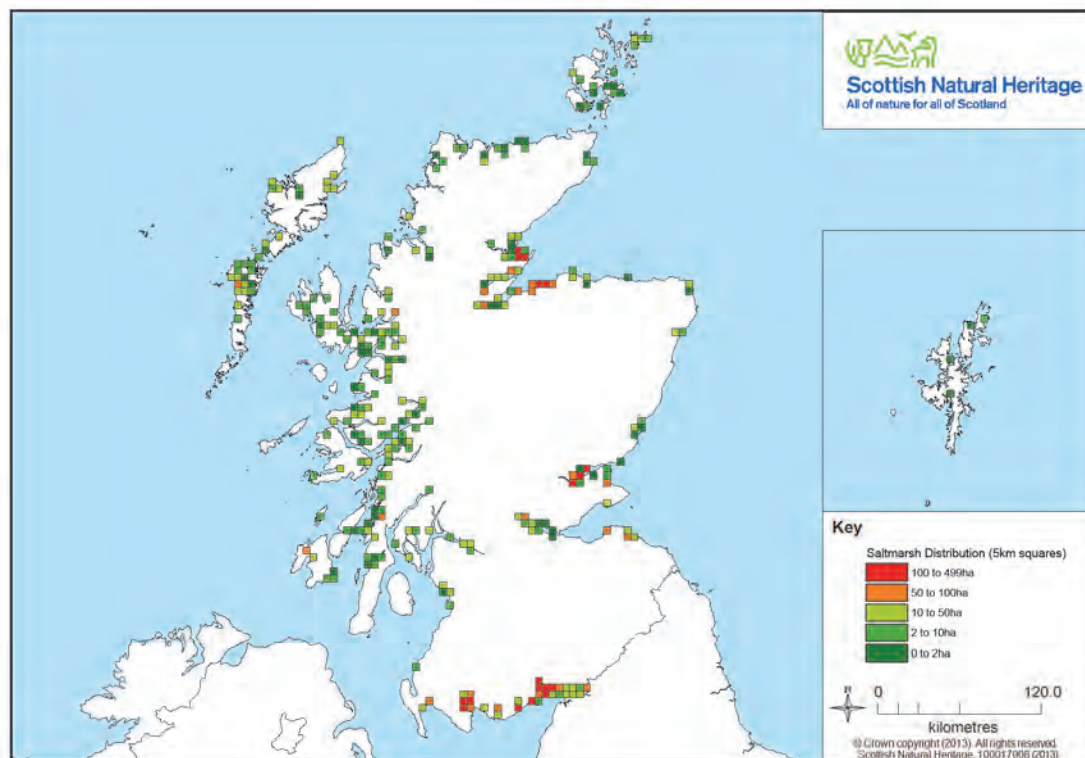 Scottish Natural Heritage
All of nature for all of Scotland
Key
Saltmarsh Distribution (5km squares)
100 to 499ha
50 to 100ha
10 to 50ha
2 to 10ha
0 to 2ha
N
0 120.0
kilometres
© Crown copyright (2013). All rights reserved.
Scottish Natural Heritage. 100017908 (2013)